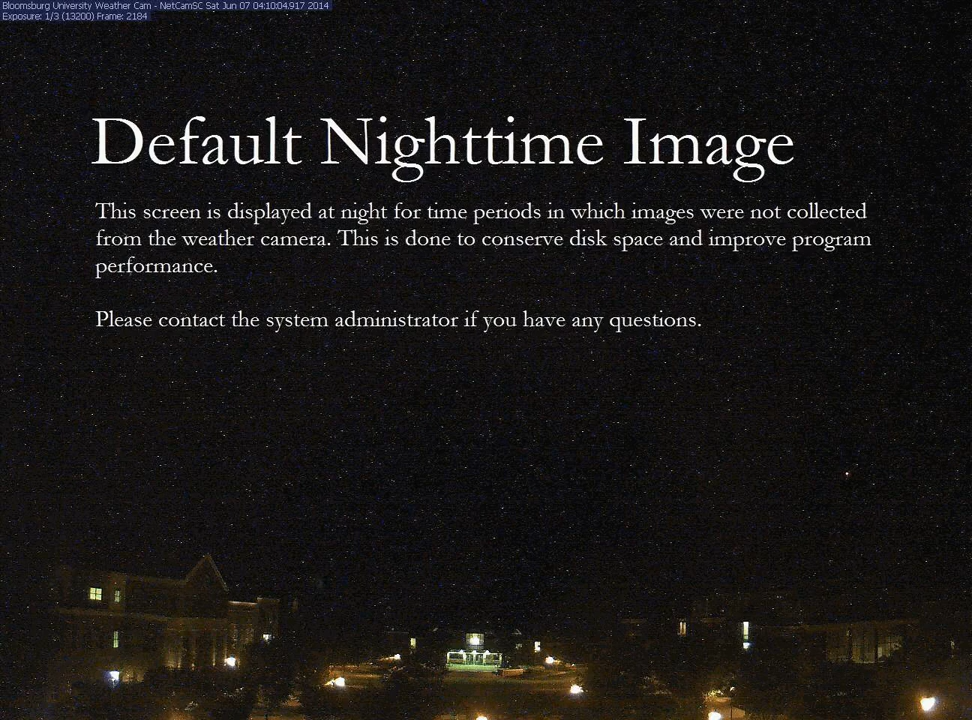 Bloomsburg University Weather Cam - NetCamSC Sat Jun 07 04:10:04.917 2014
Exposure: 1/3 (13200) Frame: 2184
Default Nighttime Image
This screen is displayed at night for time periods in which images were not collected
from the weather camera. This is done to conserve disk space and improve program
performance.
Please contact the system administrator if you have any questions.